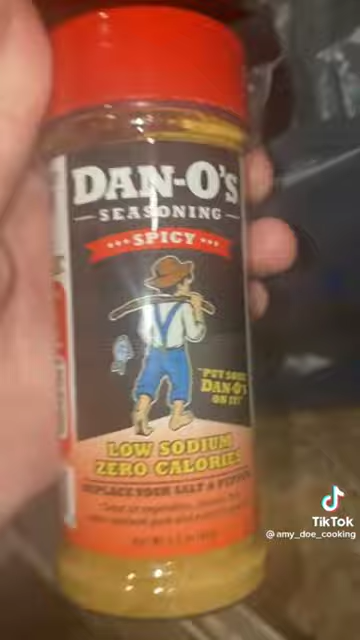 DAN-O'S
SEASONING
SPICY
"PUT SOME
DAN-O'S
ON IT!"
LOW SODIUM
ZERO CALORIES
REPLACE YOUR SALT & PEPPER
TikTok
@amy_doe_cooking